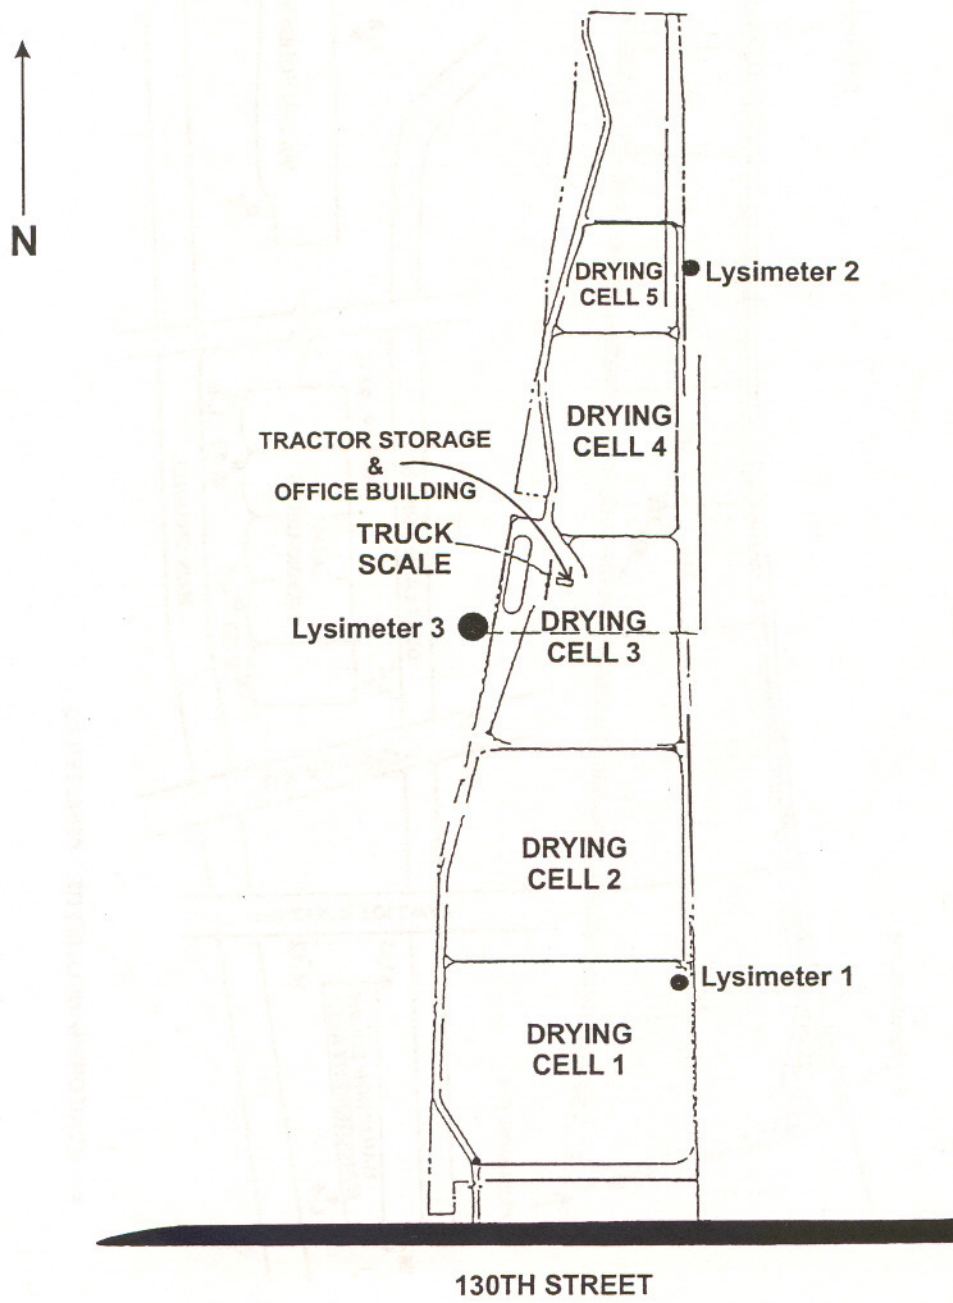 N
DRYING
CELL 5
Lysimeter 2
DRYING
CELL 4
TRACTOR STORAGE
&
OFFICE BUILDING
TRUCK
SCALE
Lysimeter 3
DRYING
CELL 3
DRYING
CELL 2
Lysimeter 1
DRYING
CELL 1
130TH STREET